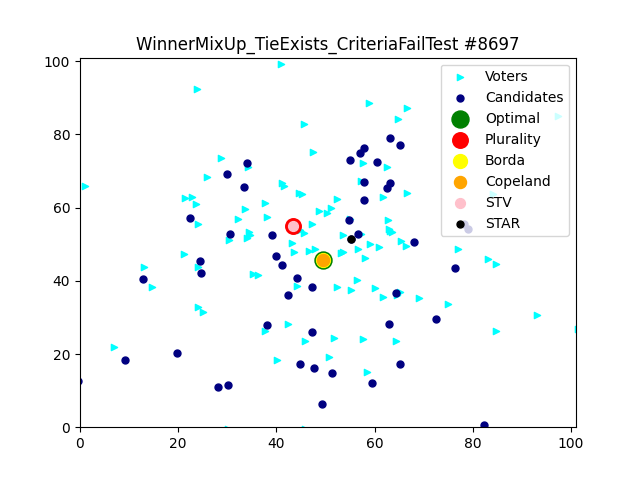 WinnerMixUp_TieExists_CriteriaFailTest #8697
100
80
60
40
20
0
0
20
40
60
80
100
Voters
Candidates
Optimal
Plurality
Borda
Copeland
STV
STAR